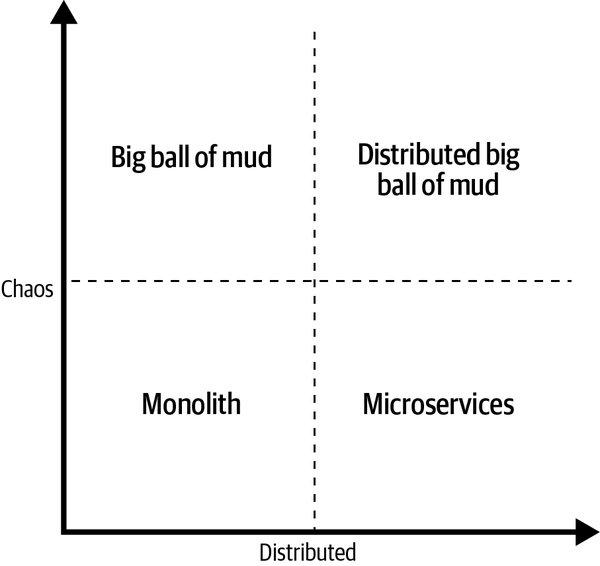 Big ball of mud
Distributed big
ball of mud
Chaos
Monolith
Microservices
Distributed